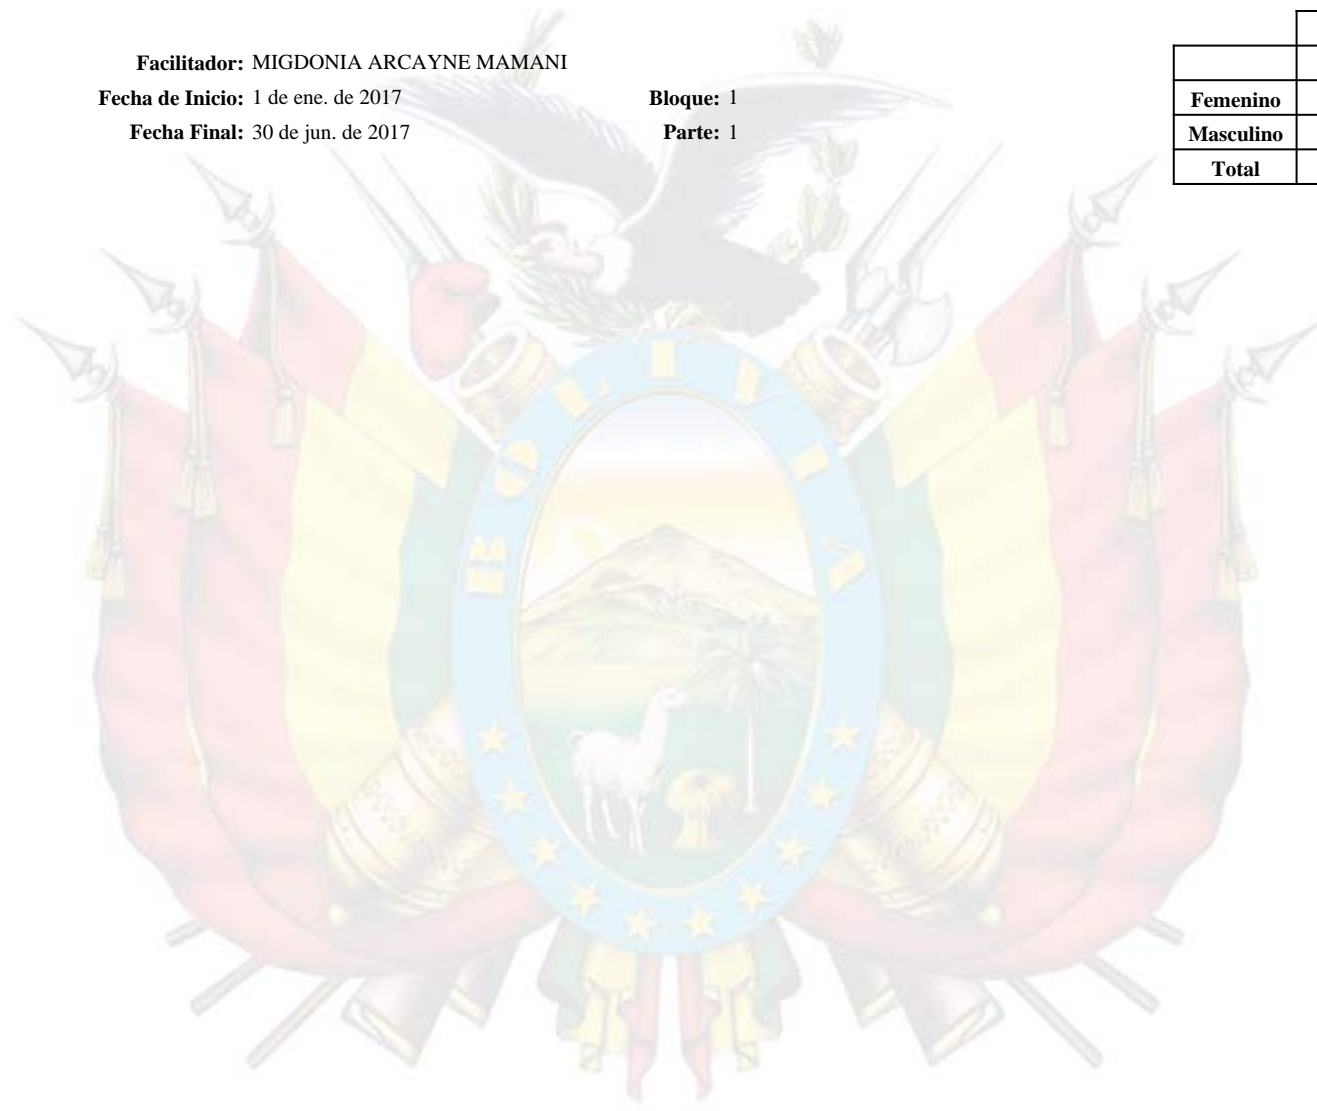 Facilitador: MIGDONIA ARCAYNE MAMANI
Fecha de Inicio: 1 de ene. de 2017 Bloque: 1
Fecha Final: 30 de jun. de 2017 Parte: 1
Femenino
Masculino
Total
BOLIVIA